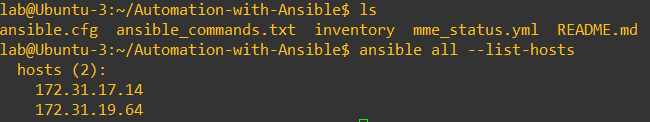 lab@Ubuntu-3:~/Automation-with-Ansible$ ls
ansible.cfg  ansible_commands.txt  inventory  mme_status.yml  README.md
lab@Ubuntu-3:~/Automation-with-Ansible$ ansible all --list-hosts
  hosts (2):
    172.31.17.14
    172.31.19.64